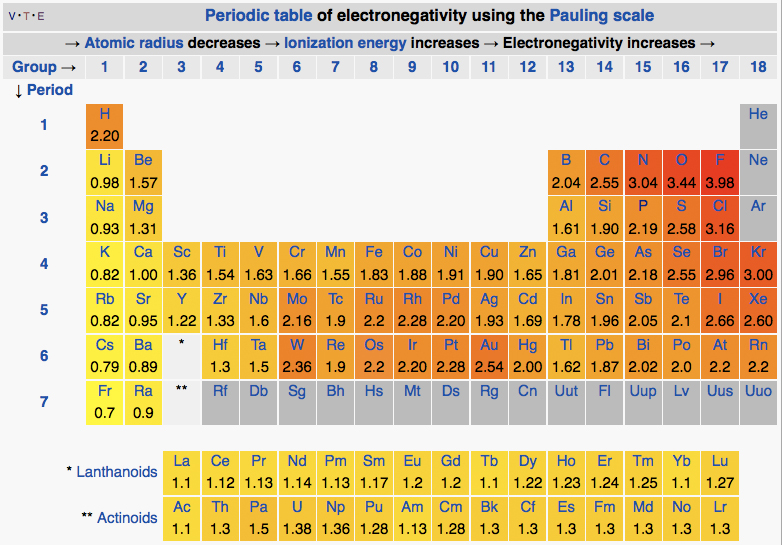 V·T·E Periodic table of electronegativity using the Pauling scale
→ Atomic radius decreases → Ionization energy increases → Electronegativity increases →
Group → 1 2 3 4 5 6 7 8 9 10 11 12 13 14 15 16 17 18
↓ Period
1 H He
2.20
2 Li Be B C N O F Ne
0.98 1.57 2.04 2.55 3.04 3.44 3.98
3 Na Mg Al Si P S Cl Ar
0.93 1.31 1.61 1.90 2.19 2.58 3.16
4 K Ca Sc Ti V Cr Mn Fe Co Ni Cu Zn Ga Ge As Se Br Kr
0.82 1.00 1.36 1.54 1.63 1.66 1.55 1.83 1.88 1.91 1.90 1.65 1.81 2.01 2.18 2.55 2.96 3.00
5 Rb Sr Y Zr Nb Mo Tc Ru Rh Pd Ag Cd In Sn Sb Te I Xe
0.82 0.95 1.22 1.33 1.6 2.16 1.9 2.2 2.28 2.20 1.93 1.69 1.78 1.96 2.05 2.1 2.66 2.60
6 Cs Ba * Hf Ta W Re Os Ir Pt Au Hg Tl Pb Bi Po At Rn
0.79 0.89 1.3 1.5 2.36 1.9 2.2 2.20 2.28 2.54 2.00 1.62 1.87 2.02 2.0 2.2 2.2
7 Fr Ra ** Rf Db Sg Bh Hs Mt Ds Rg Cn Uut Fl Uup Lv Uus Uuo
0.7 0.9
* Lanthanoids La Ce Pr Nd Pm Sm Eu Gd Tb Dy Ho Er Tm Yb Lu
1.1 1.12 1.13 1.14 1.13 1.17 1.2 1.2 1.1 1.22 1.23 1.24 1.25 1.1 1.27
** Actinoids Ac Th Pa U Np Pu Am Cm Bk Cf Es Fm Md No Lr
1.1 1.3 1.5 1.38 1.36 1.28 1.13 1.28 1.3 1.3 1.3 1.3 1.3 1.3 1.3